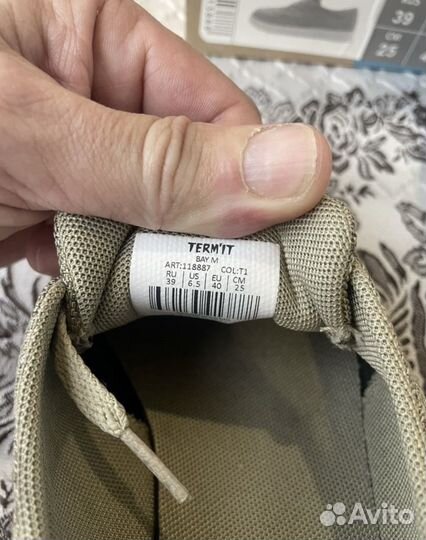 39
CM
25
TERM'IT
BAY M
ART:118887 COL:T1
RU US EU CM
39 6.5 40 25
Avito